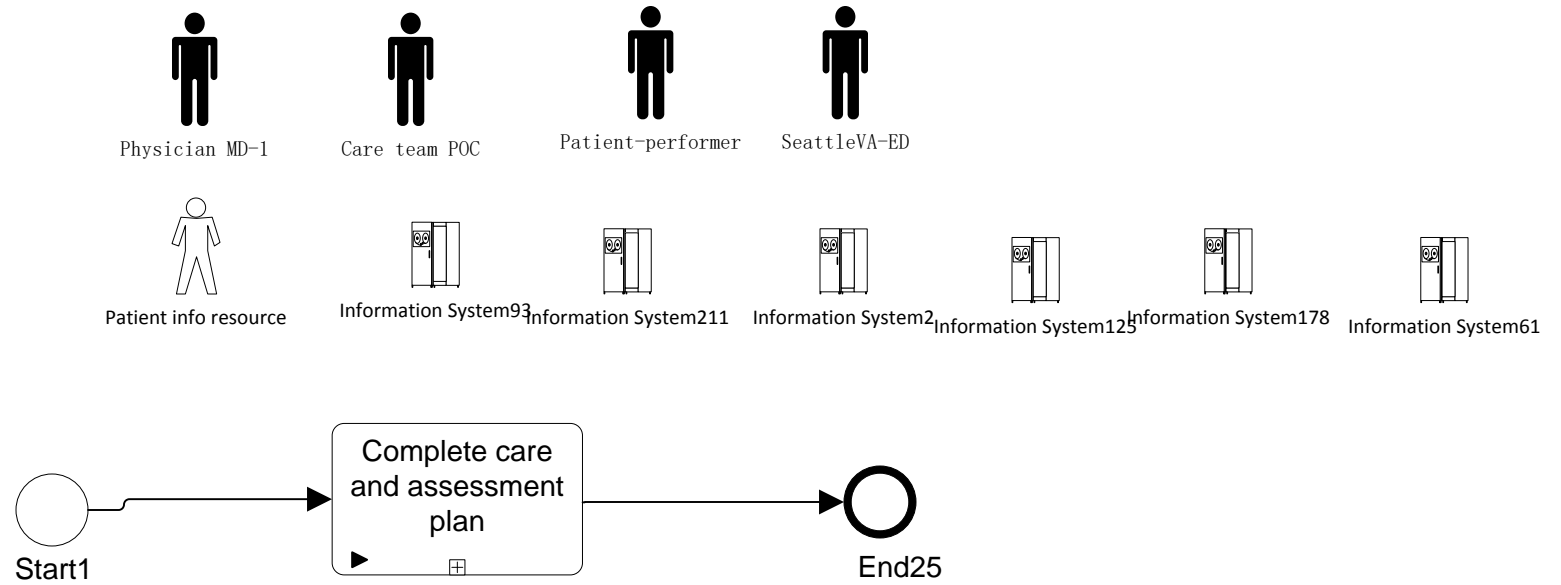 Physician MD-1
Care team POC
Patient-performer
SeattleVA-ED
Patient info resource
Information System93
Information System211
Information System2
Information System125
Information System178
Information System61
Complete care
and assessment
plan
Start1
End25